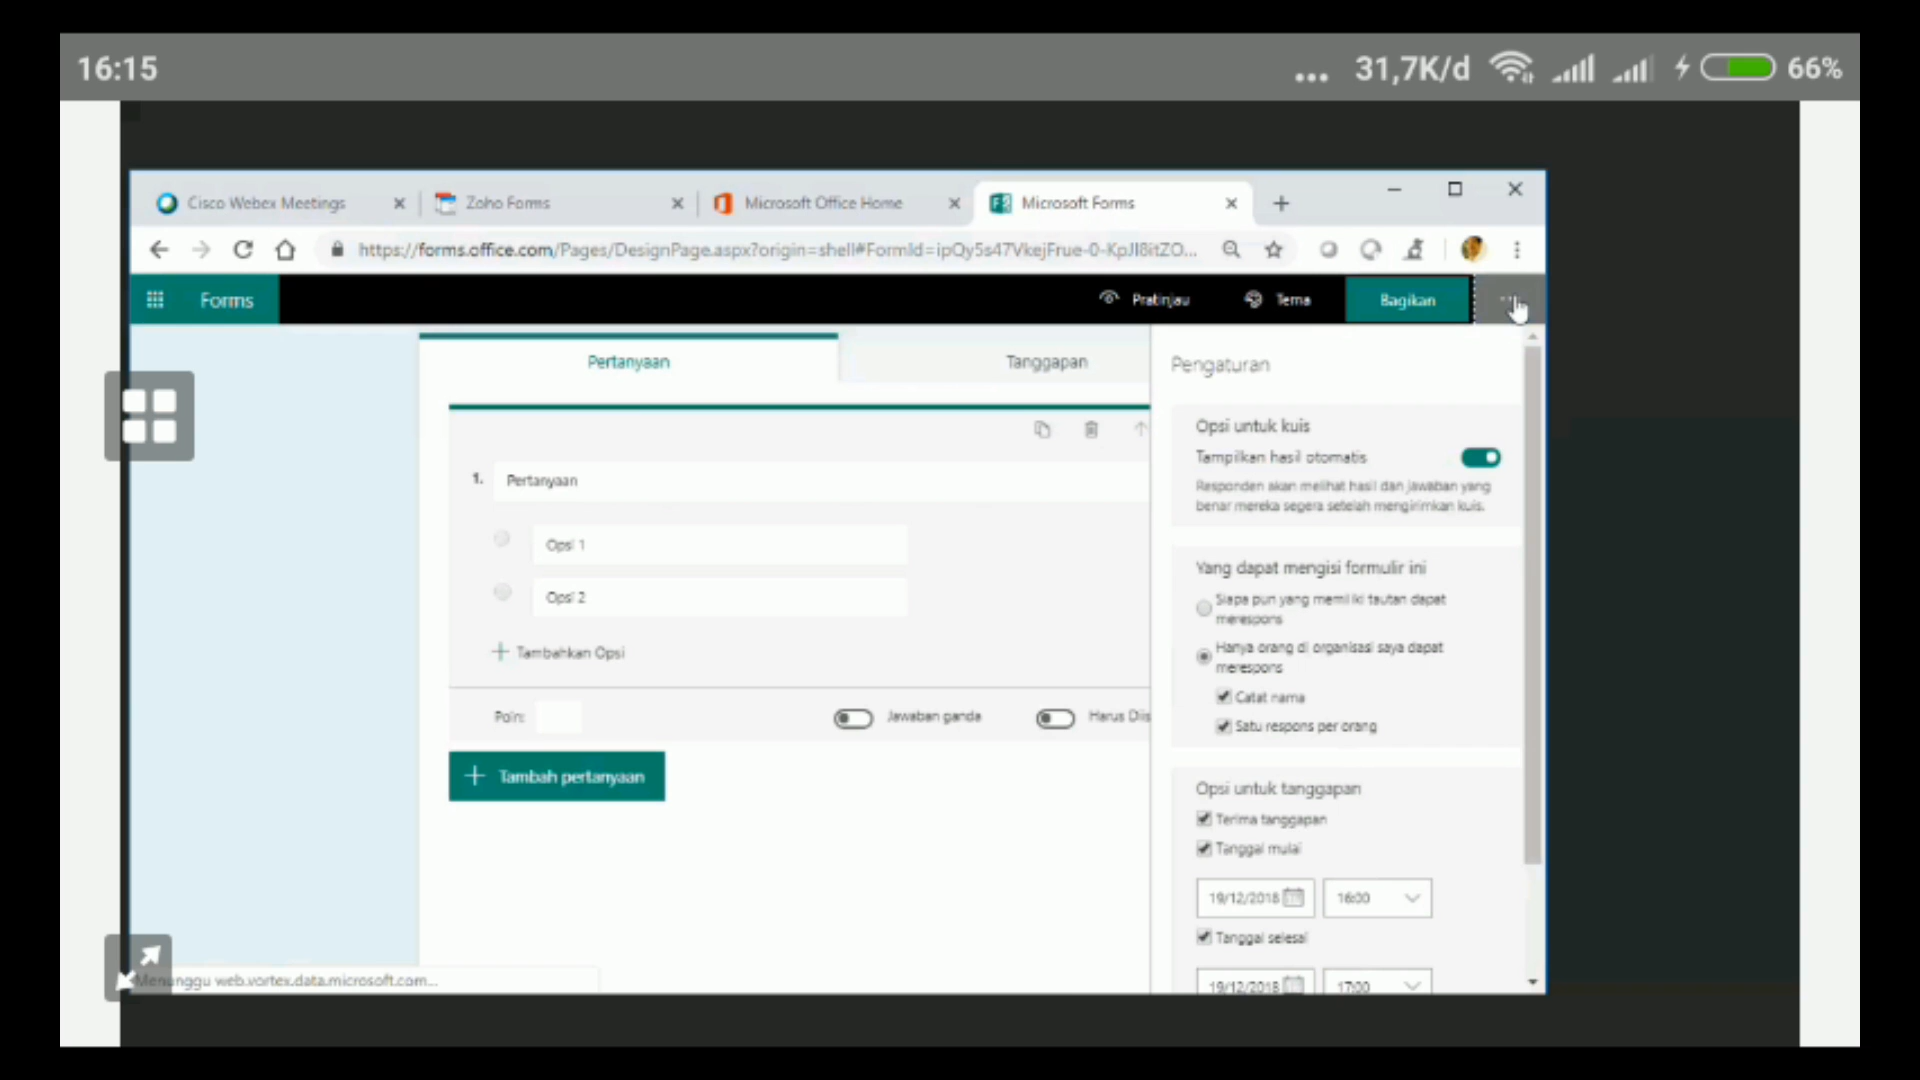 16:15
... 31,7K/d 66%
Cisco Webex Meetings
Zoho Forms
Microsoft Office Home
Microsoft Forms
https://forms.office.com/Pages/DesignPage.aspx?origin=shell#FormId=ipQy5s47VkejFrue-0-KpJI8itZO...
Forms
Pratinjau
Tema
Bagikan
Pertanyaan
Tanggapan
1. Pertanyaan
Opsi 1
Opsi 2
Tambahkan Opsi
Poin:
Jawaban ganda
Harus Diis
Tambah pertanyaan
Pengaturan
Opsi untuk kuis
Tampilkan hasil otomatis
Responden akan melihat hasil dan jawaban yang
benar mereka segera setelah mengirimkan kuis.
Yang dapat mengisi formulir ini
Siapa pun yang memiliki tautan dapat
merespons
Hanya orang di organisasi saya dapat
merespons
Catat nama
Satu respons per orang
Opsi untuk tanggapan
Terima tanggapan
Tanggal mulai
19/12/2018 16:00
Tanggal selesai
19/12/2018 17:00
Menunggu web.vortex.data.microsoft.com...